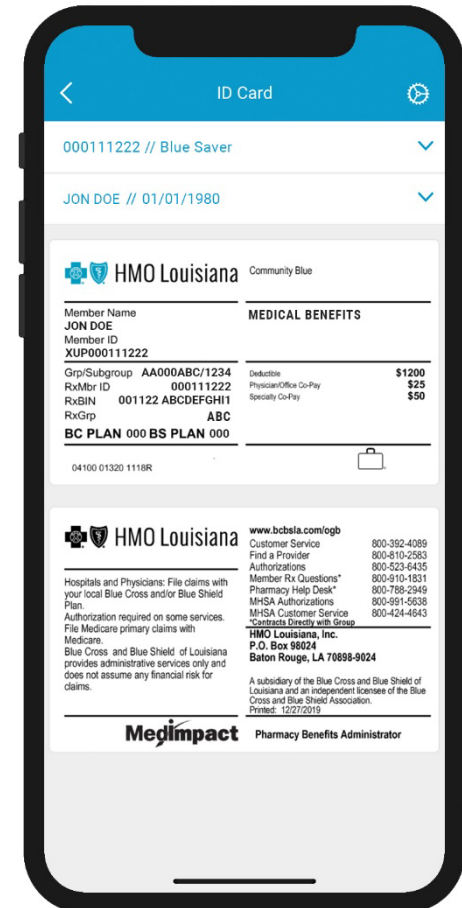 ID Card
000111222 // Blue Saver
JON DOE // 01/01/1980
HMO Louisiana
Community Blue
Member Name
JON DOE
Member ID
XUP000111222
MEDICAL BENEFITS
Grp/Subgroup AA000ABC/1234
RxMbr ID 000111222
RxBIN 001122 ABCDEFGHI1
RxGrp ABC
BC PLAN 000 BS PLAN 000
Deductible $1200
Physician/Office Co-Pay $25
Specialty Co-Pay $50
04100 01320 1118R
HMO Louisiana
Hospitals and Physicians: File claims with
your local Blue Cross and/or Blue Shield
Plan.
Authorization required on some services.
File Medicare primary claims with
Medicare.
Blue Cross and Blue Shield of Louisiana
provides administrative services only and
does not assume any financial risk for
claims.
www.bcbsla.com/ogb
Customer Service 800-392-4089
Find a Provider 800-810-2583
Authorizations 800-523-6435
Member Rx Questions* 800-910-1831
Pharmacy Help Desk* 800-788-2949
MHSA Authorizations 800-991-5638
MHSA Customer Service 800-424-4643
*Contracts Directly with Group
HMO Louisiana, Inc.
P.O. Box 98024
Baton Rouge, LA 70898-9024
A subsidiary of the Blue Cross and Blue Shield of
Louisiana and an independent licensee of the Blue
Cross and Blue Shield Association.
Printed: 12/27/2019
Medimpact
Pharmacy Benefits Administrator